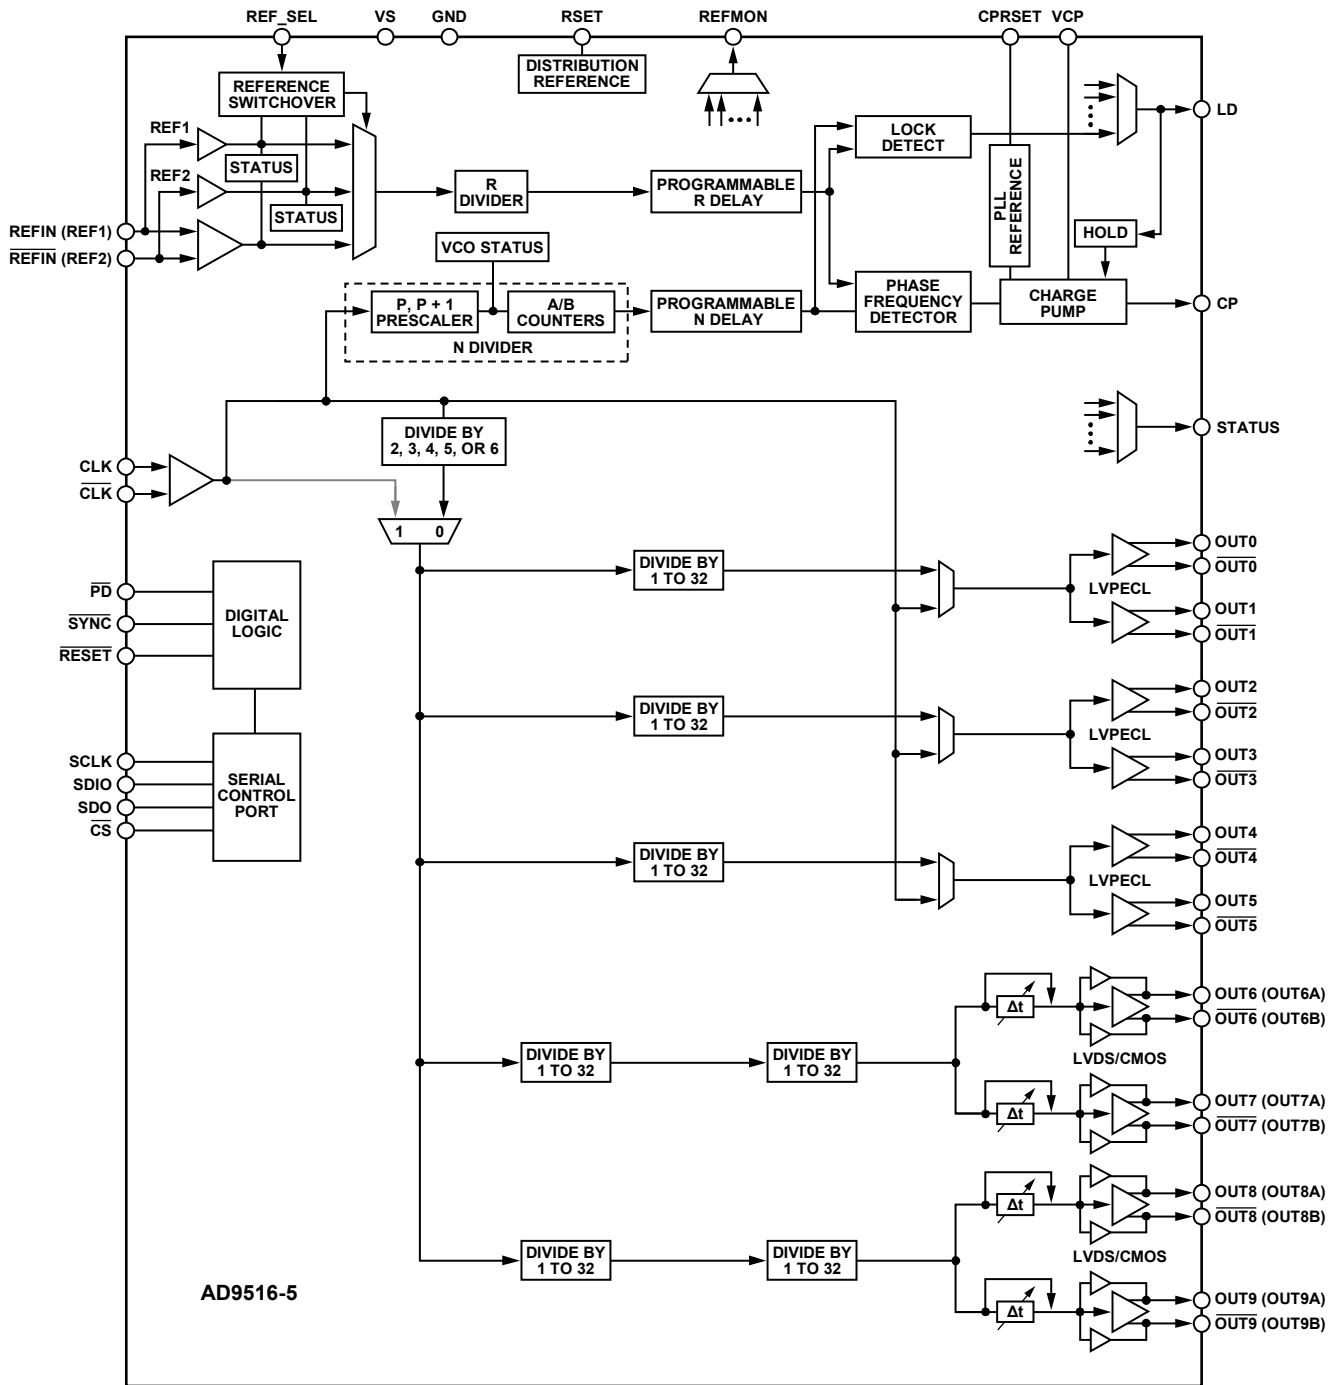 REF_SEL VS GND RSET REFMON CPRSET VCP
DISTRIBUTION
REFERENCE
REFERENCE
SWITCHOVER
REF1
STATUS
REF2
STATUS
REFIN (REF1)
REFIN (REF2)
R
DIVIDER
PROGRAMMABLE
R DELAY
LOCK
DETECT
LD
PLL
REFERENCE
HOLD
VCO STATUS
P, P + 1
PRESCALER
A/B
COUNTERS
N DIVIDER
PROGRAMMABLE
N DELAY
PHASE
FREQUENCY
DETECTOR
CHARGE
PUMP
CP
DIVIDE BY
2, 3, 4, 5, OR 6
STATUS
CLK
CLK
1 0
PD
SYNC
RESET
DIGITAL
LOGIC
SCLK
SDIO
SDO
CS
SERIAL
CONTROL
PORT
DIVIDE BY
1 TO 32
LVPECL
OUT0
OUT0
OUT1
OUT1
DIVIDE BY
1 TO 32
LVPECL
OUT2
OUT2
OUT3
OUT3
DIVIDE BY
1 TO 32
LVPECL
OUT4
OUT4
OUT5
OUT5
DIVIDE BY
1 TO 32
DIVIDE BY
1 TO 32
Δt
Δt
LVDS/CMOS
OUT6 (OUT6A)
OUT6 (OUT6B)
OUT7 (OUT7A)
OUT7 (OUT7B)
DIVIDE BY
1 TO 32
DIVIDE BY
1 TO 32
Δt
Δt
LVDS/CMOS
OUT8 (OUT8A)
OUT8 (OUT8B)
OUT9 (OUT9A)
OUT9 (OUT9B)
AD9516-5